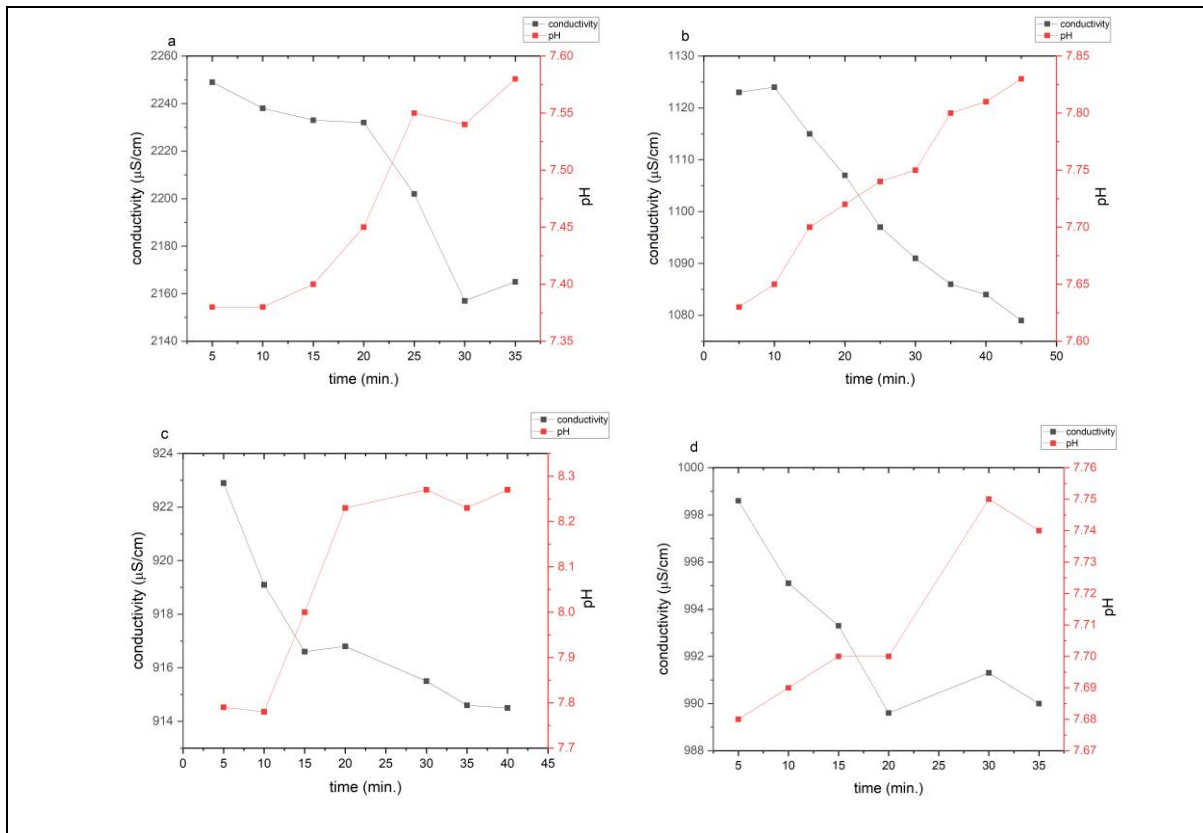 conductivity
pH
a
2260
2240
2220
2200
2180
2160
2140
conductivity (μS/cm)
7.60
7.55
7.50
7.45
7.40
7.35
pH
5 10 15 20 25 30 35
time (min.)
conductivity
pH
b
1130
1120
1110
1100
1090
1080
conductivity (μS/cm)
7.85
7.80
7.75
7.70
7.65
7.60
pH
0 10 20 30 40 50
time (min.)
conductivity
pH
c
924
922
920
918
916
914
conductivity (μS/cm)
8.3
8.2
8.1
8.0
7.9
7.8
7.7
pH
0 5 10 15 20 25 30 35 40 45
time (min.)
conductivity
pH
d
1000
998
996
994
992
990
988
conductivity (μS/cm)
7.76
7.75
7.74
7.73
7.72
7.71
7.70
7.69
7.68
7.67
pH
5 10 15 20 25 30 35
time (min.)